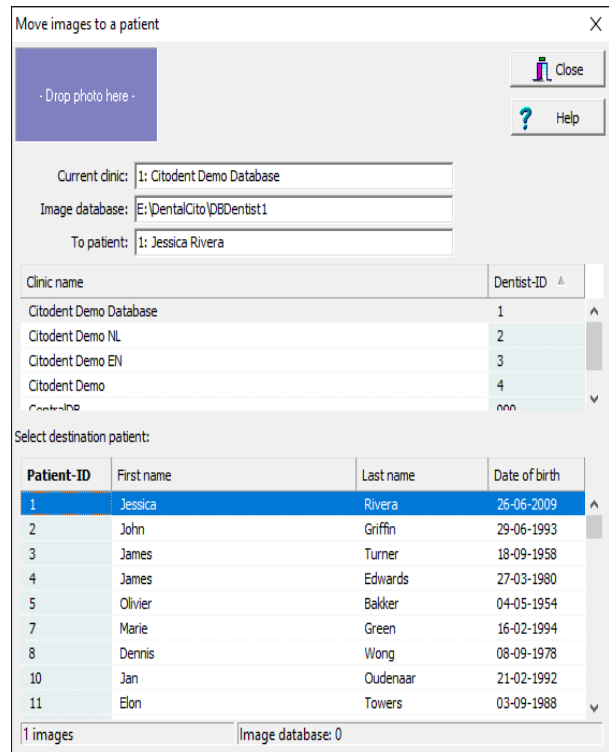 Move images to a patient
- Drop photo here -
Close
? Help
Current clinic: 1: Citodent Demo Database
Image database: E:\DentalCito\DBDentist1
To patient: 1: Jessica Rivera
Clinic name Dentist-ID
Citodent Demo Database 1
Citodent Demo NL 2
Citodent Demo EN 3
Citodent Demo 4
CentralDB 000
Select destination patient:
Patient-ID First name Last name Date of birth
1 Jessica Rivera 26-06-2009
2 John Griffin 29-06-1993
3 James Turner 18-09-1958
4 James Edwards 27-03-1980
5 Olivier Bakker 04-05-1954
7 Marie Green 16-02-1994
8 Dennis Wong 08-09-1978
10 Jan Oudenaar 21-02-1992
11 Elon Towers 03-09-1988
1 images Image database: 0